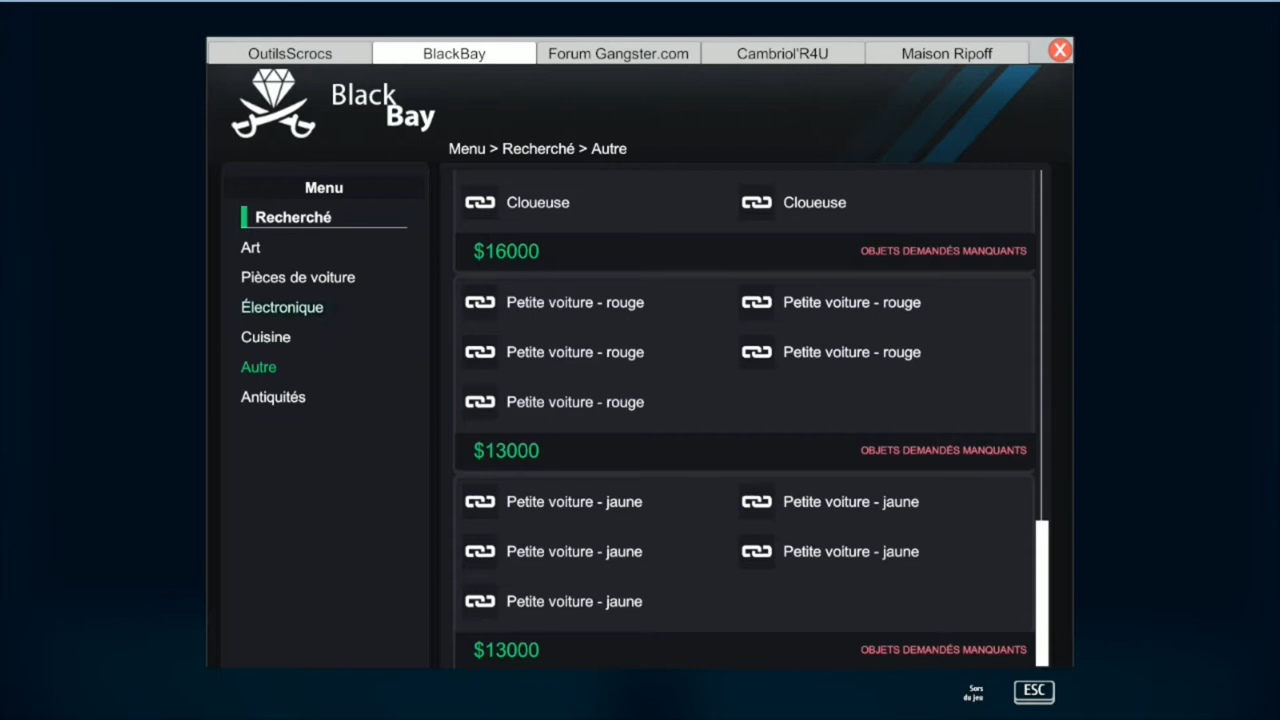 OutilsScrocs
BlackBay
Forum Gangster.com
Cambriol'R4U
Maison Ripoff
X
Black
Bay
Menu > Recherché > Autre
Menu
Recherché
Art
Pièces de voiture
Électronique
Cuisine
Autre
Antiquités
Cloueuse
Cloueuse
$16000
OBJETS DEMANDÉS MANQUANTS
Petite voiture - rouge
Petite voiture - rouge
Petite voiture - rouge
Petite voiture - rouge
Petite voiture - rouge
$13000
OBJETS DEMANDÉS MANQUANTS
Petite voiture - jaune
Petite voiture - jaune
Petite voiture - jaune
Petite voiture - jaune
Petite voiture - jaune
$13000
OBJETS DEMANDÉS MANQUANTS
Sors
du jeu
ESC